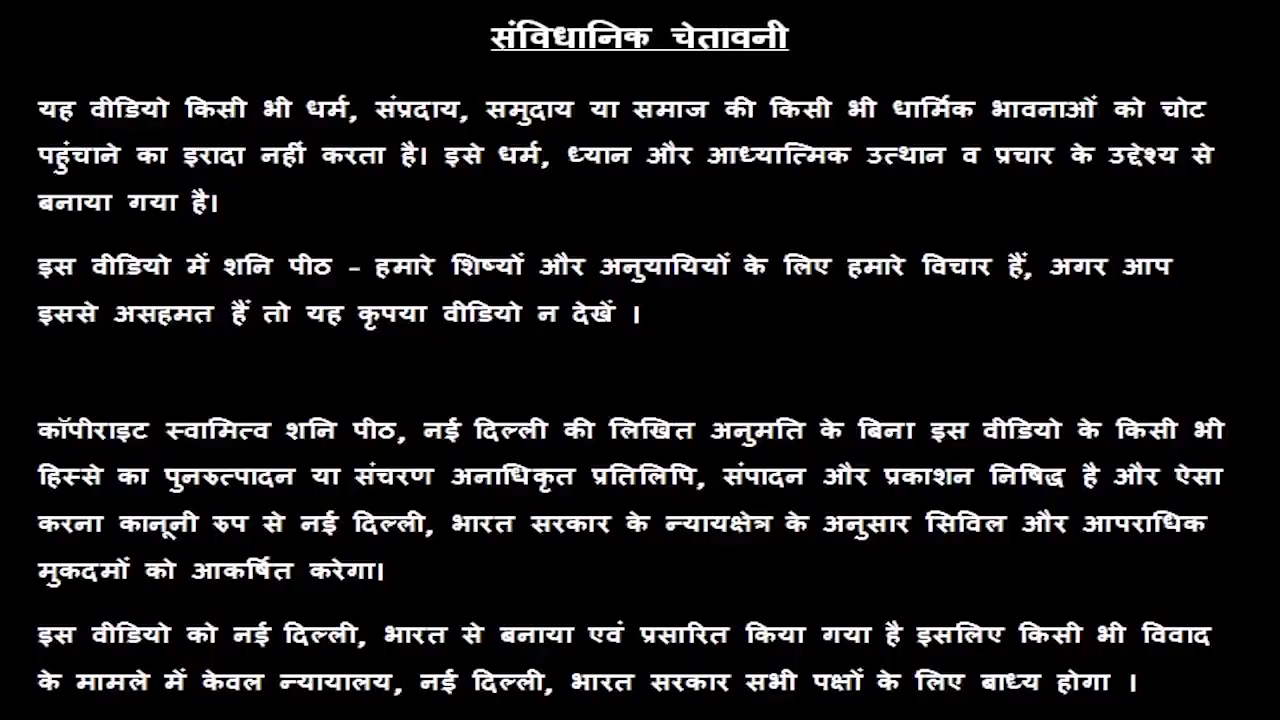 संविधानिक चेतावनी
यह वीडियो किसी भी धर्म, संप्रदाय, समुदाय या समाज की किसी भी धार्मिक भावनाओं को चोट
पहुंचाने का इरादा नहीं करता है। इसे धर्म, ध्यान और आध्यात्मिक उत्थान व प्रचार के उद्देश्य से
बनाया गया है।
इस वीडियो में शनि पीठ – हमारे शिष्यों और अनुयायियों के लिए हमारे विचार हैं, अगर आप
इससे असहमत हैं तो यह कृपया वीडियो न देखें ।
कॉपीराइट स्वामित्व शनि पीठ, नई दिल्ली की लिखित अनुमति के बिना इस वीडियो के किसी भी
हिस्से का पुनरुत्पादन या संचरण अनाधिकृत प्रतिलिपि, संपादन और प्रकाशन निषिद्ध है और ऐसा
करना कानूनी रुप से नई दिल्ली, भारत सरकार के न्यायक्षेत्र के अनुसार सिविल और आपराधिक
मुकदमों को आकर्षित करेगा।
इस वीडियो को नई दिल्ली, भारत से बनाया एवं प्रसारित किया गया है इसलिए किसी भी विवाद
के मामले में केवल न्यायालय, नई दिल्ली, भारत सरकार सभी पक्षों के लिए बाध्य होगा ।